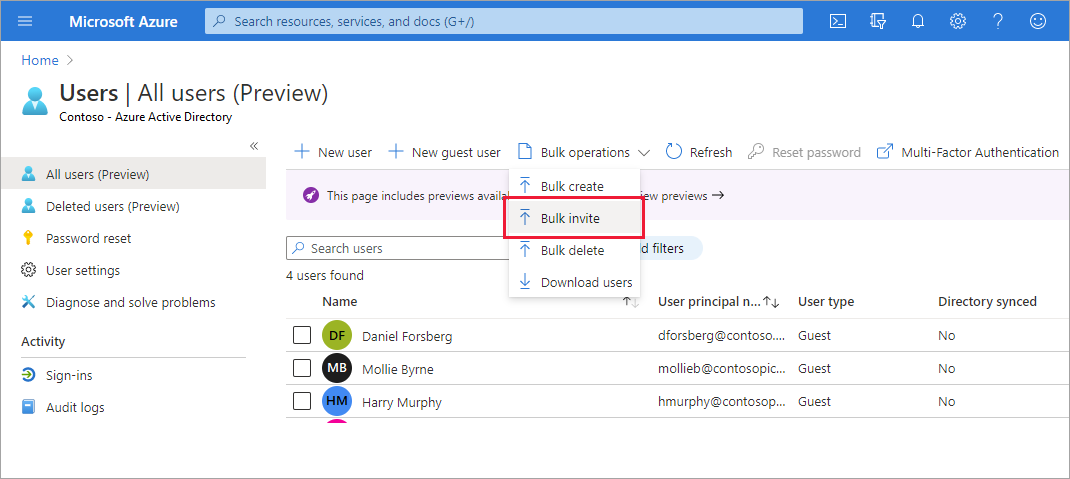 Microsoft Azure
Search resources, services, and docs (G+/)
Home
Users | All users (Preview)
Contoso - Azure Active Directory
All users (Preview)
Deleted users (Preview)
Password reset
User settings
Diagnose and solve problems
Activity
Sign-ins
Audit logs
New user
New guest user
Bulk operations
Refresh
Reset password
Multi-Factor Authentication
This page includes previews
Bulk create
Bulk invite
Bulk delete
Download users
previews
Search users
filters
4 users found
Name
User principal n...
User type
Directory synced
DF
Daniel Forsberg
dforsberg@contoso....
Guest
No
MB
Mollie Byrne
mollieb@contosopic...
Guest
No
HM
Harry Murphy
hmurphy@contosop...
Guest
No